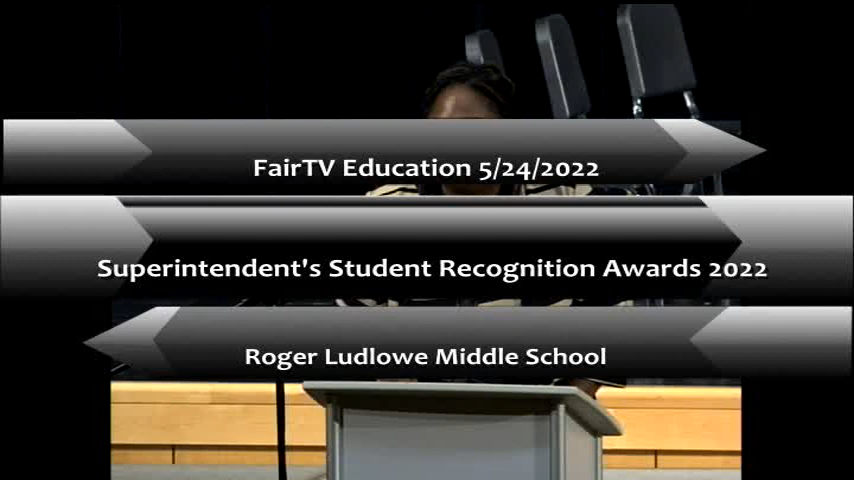 FairTV Education 5/24/2022
Superintendent's Student Recognition Awards 2022
Roger Ludlowe Middle School